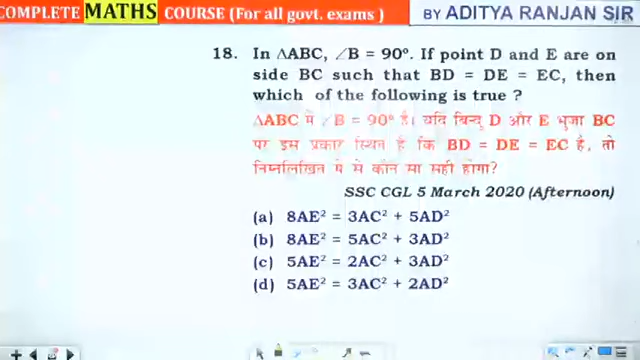 COMPLETE MATHS COURSE (For all govt. exams) BY ADITYA RANJAN SIR
18. In ΔABC, ∠B = 90º. If point D and E are on
side BC such that BD = DE = EC, then
which of the following is true ?
ΔABC में ∠B = 90º है। यदि बिन्दु D और E भुजा BC
पर इस प्रकार स्थित है कि BD = DE = EC है, तो
निम्नलिखित में से कौन सा सही होगा?
SSC CGL 5 March 2020 (Afternoon)
(a) 8AE² = 3AC² + 5AD²
(b) 8AE² = 5AC² + 3AD²
(c) 5AE² = 2AC² + 3AD²
(d) 5AE² = 3AC² + 2AD²